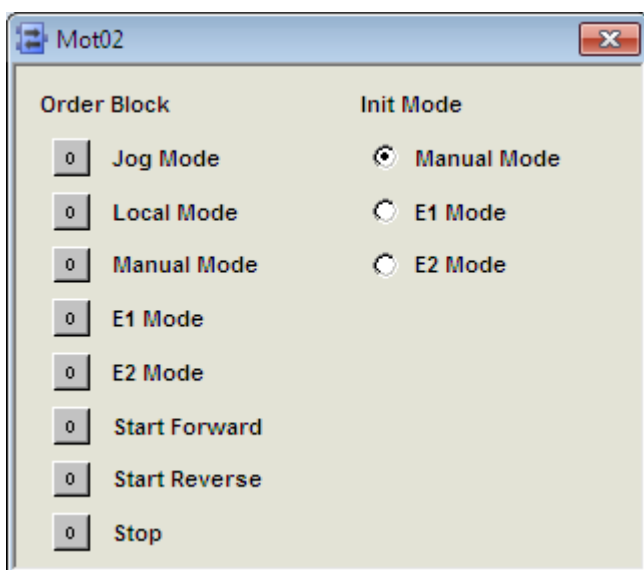 Mot02
Order Block
Init Mode
0 Jog Mode
Manual Mode
0 Local Mode
E1 Mode
0 Manual Mode
E2 Mode
0 E1 Mode
0 E2 Mode
0 Start Forward
0 Start Reverse
0 Stop